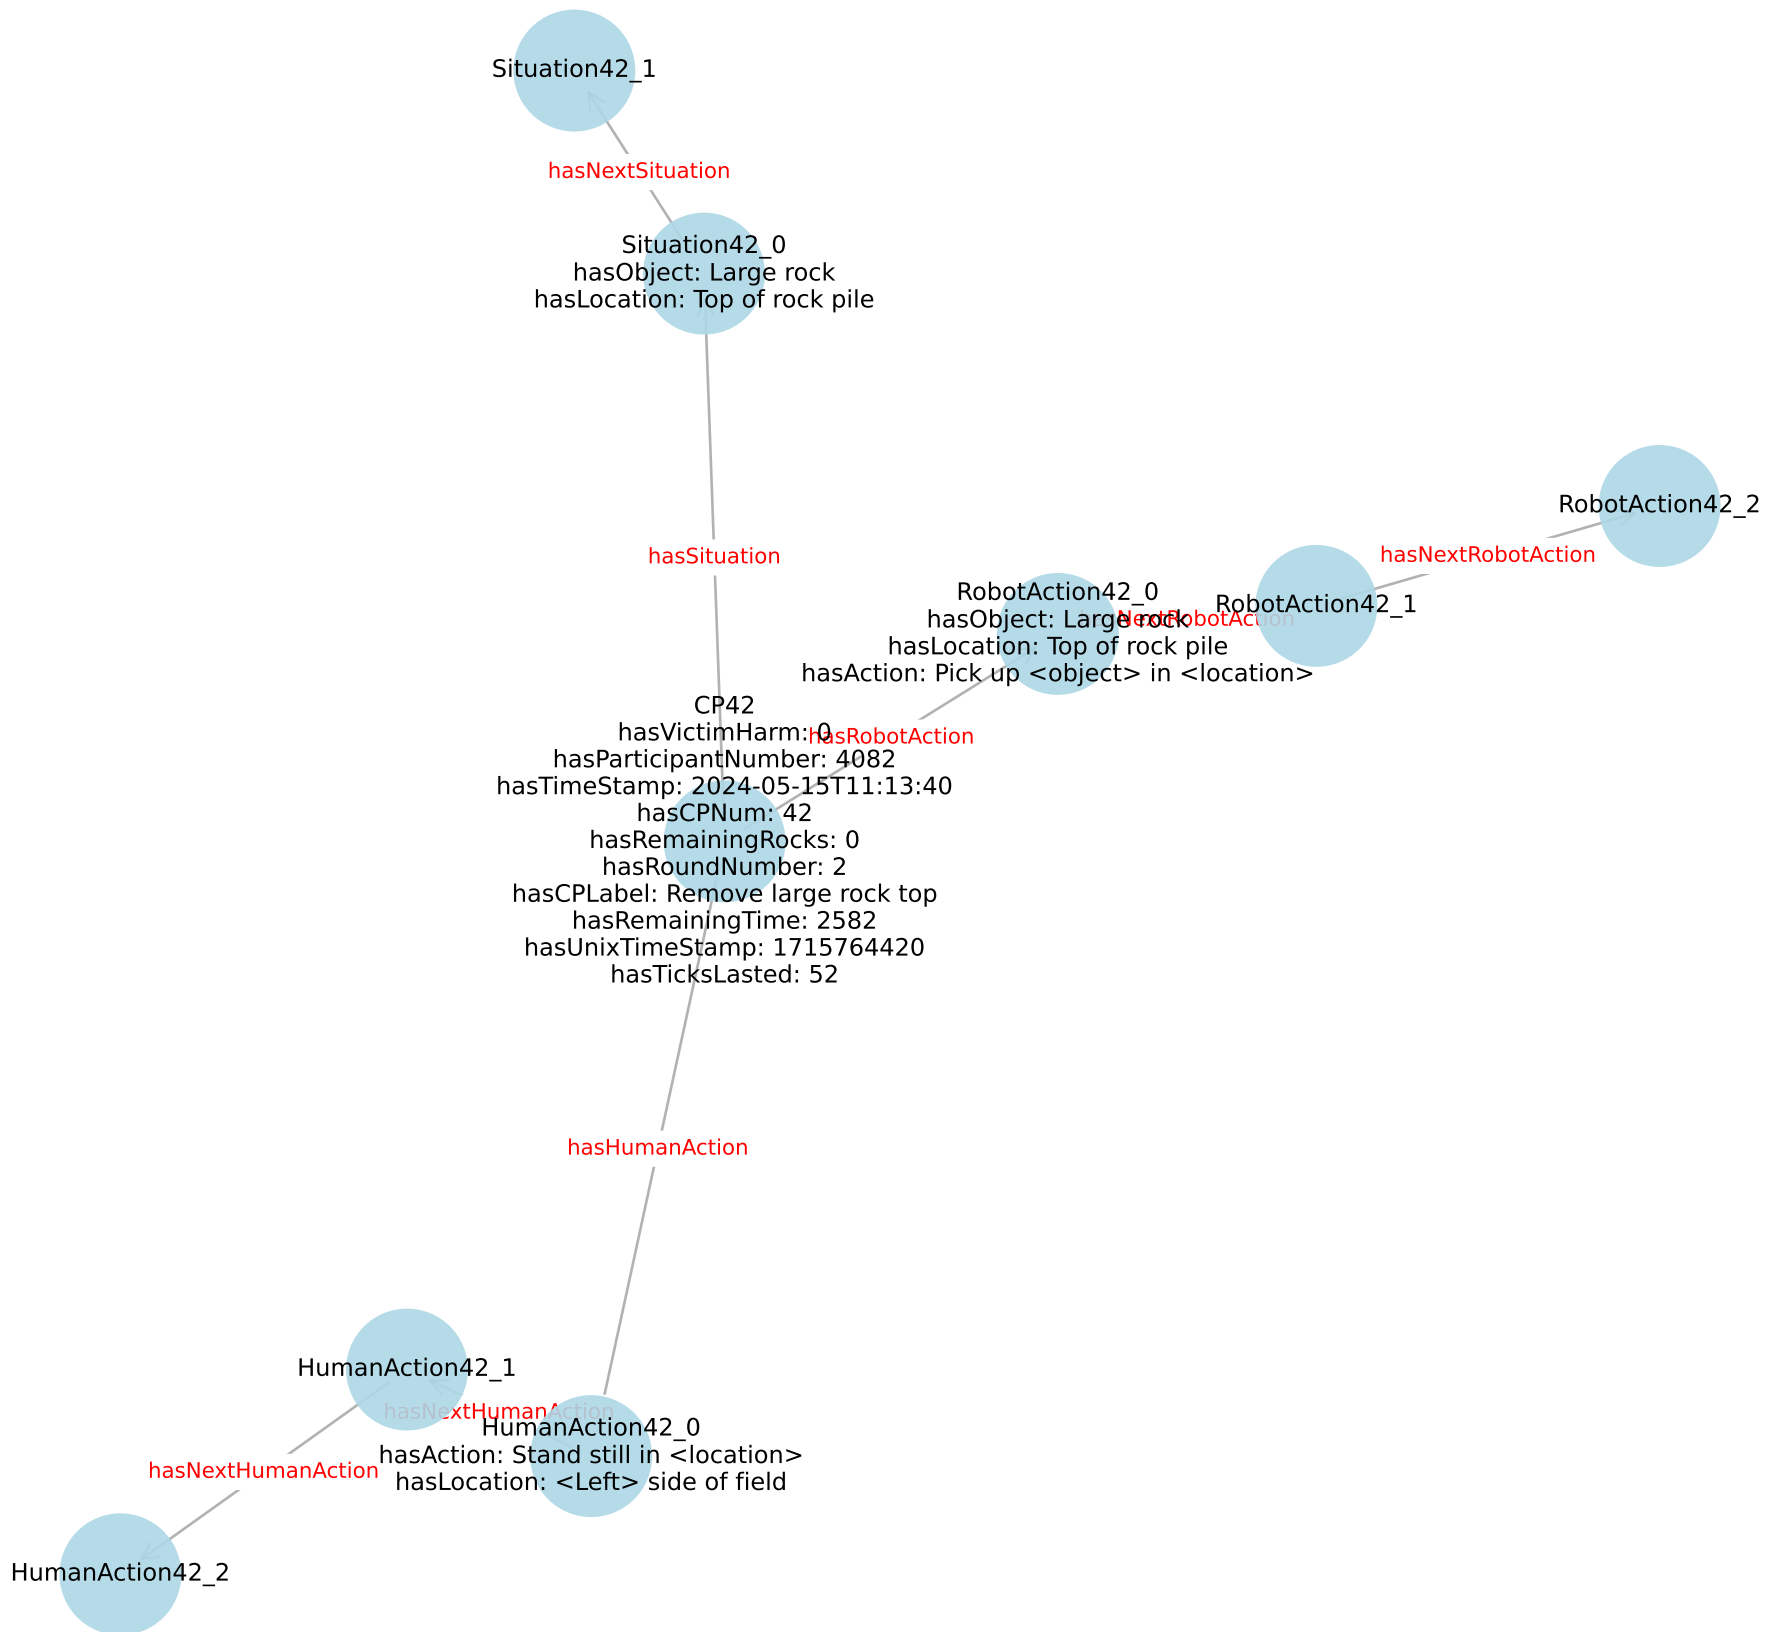 Situation42_1
hasNextSituation
Situation42_0
hasObject: Large rock
hasLocation: Top of rock pile
hasSituation
RobotAction42_2
hasNextRobotAction
RobotAction42_1
hasNextRobotAction
RobotAction42_0
hasObject: Large rock
hasLocation: Top of rock pile
hasAction: Pick up <object> in <location>
hasRobotAction
CP42
hasVictimHarm: 0
hasParticipantNumber: 4082
hasTimeStamp: 2024-05-15T11:13:40
hasCPNum: 42
hasRemainingRocks: 0
hasRoundNumber: 2
hasCPLabel: Remove large rock top
hasRemainingTime: 2582
hasUnixTimeStamp: 1715764420
hasTicksLasted: 52
hasHumanAction
HumanAction42_1
hasNextHumanAction
HumanAction42_0
hasAction: Stand still in <location>
hasLocation: <Left> side of field
hasNextHumanAction
HumanAction42_2